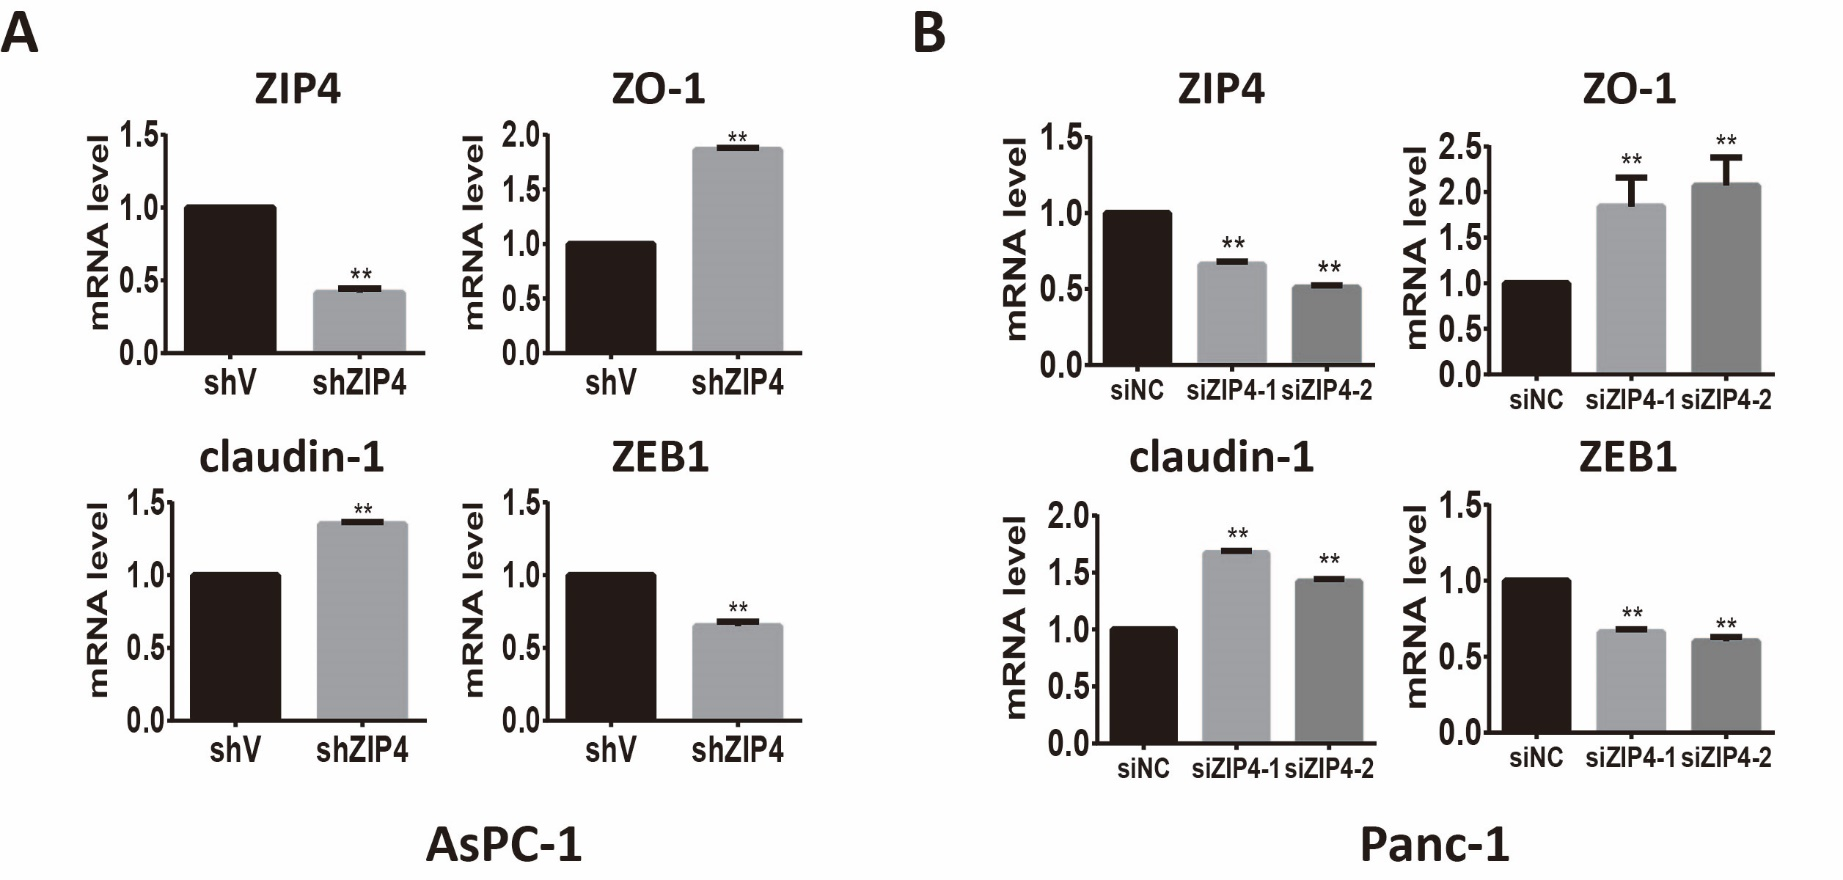 A
B
ZIP4
ZO-1
ZIP4
ZO-1
mRNA level
1.5
1.0
0.5
0.0
**
shV
shZIP4
mRNA level
2.0
1.5
1.0
0.5
0.0
**
shV
shZIP4
mRNA level
1.5
1.0
0.5
0.0
**
**
siNC
siZIP4-1
siZIP4-2
mRNA level
2.5
2.0
1.5
1.0
0.5
0.0
**
**
siNC
siZIP4-1
siZIP4-2
claudin-1
ZEB1
claudin-1
ZEB1
mRNA level
1.5
1.0
0.5
0.0
**
shV
shZIP4
mRNA level
1.5
1.0
0.5
0.0
**
shV
shZIP4
mRNA level
2.0
1.5
1.0
0.5
0.0
**
**
siNC
siZIP4-1
siZIP4-2
mRNA level
1.5
1.0
0.5
0.0
**
**
siNC
siZIP4-1
siZIP4-2
AsPC-1
Panc-1